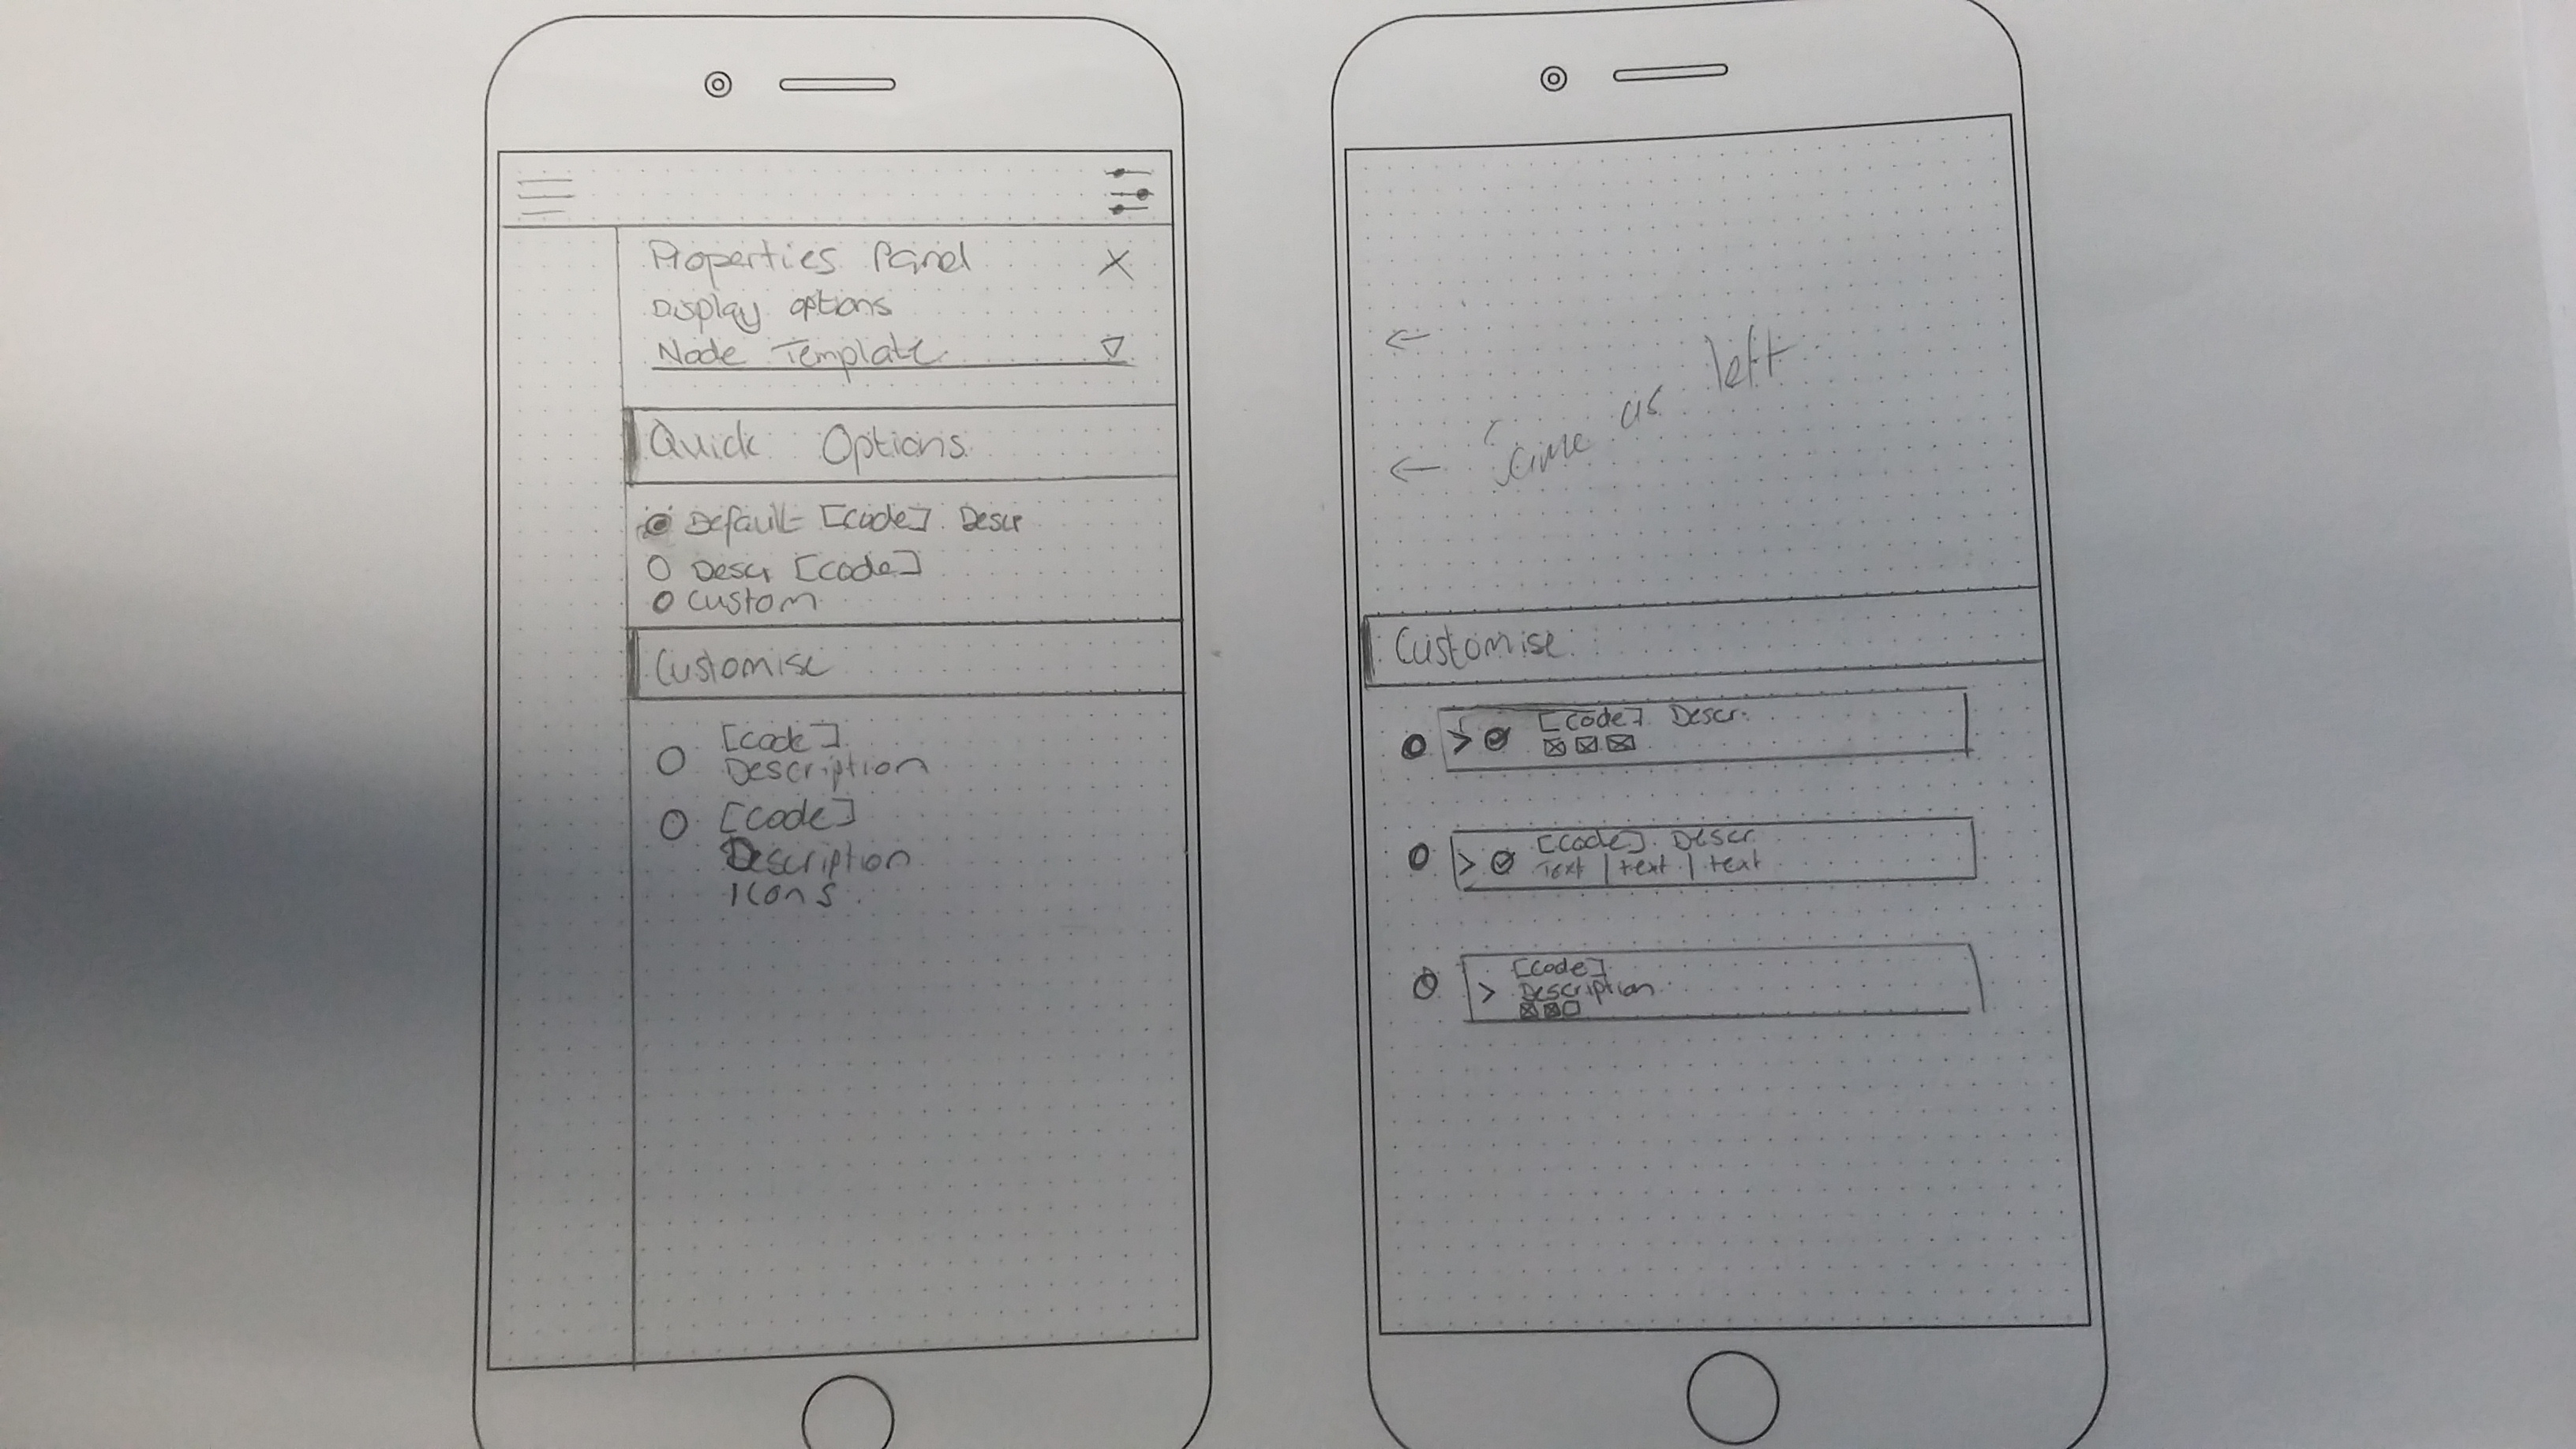 Properties Panel X
Display options
Node Template
Quick Options
Default [code] Descr
Descr [code]
Custom
Customise
[code]
Description
[code]
Description
Icons
same as left
Customise
[code] Descr.
[code] Descr
Text | text | text
[code]
Description